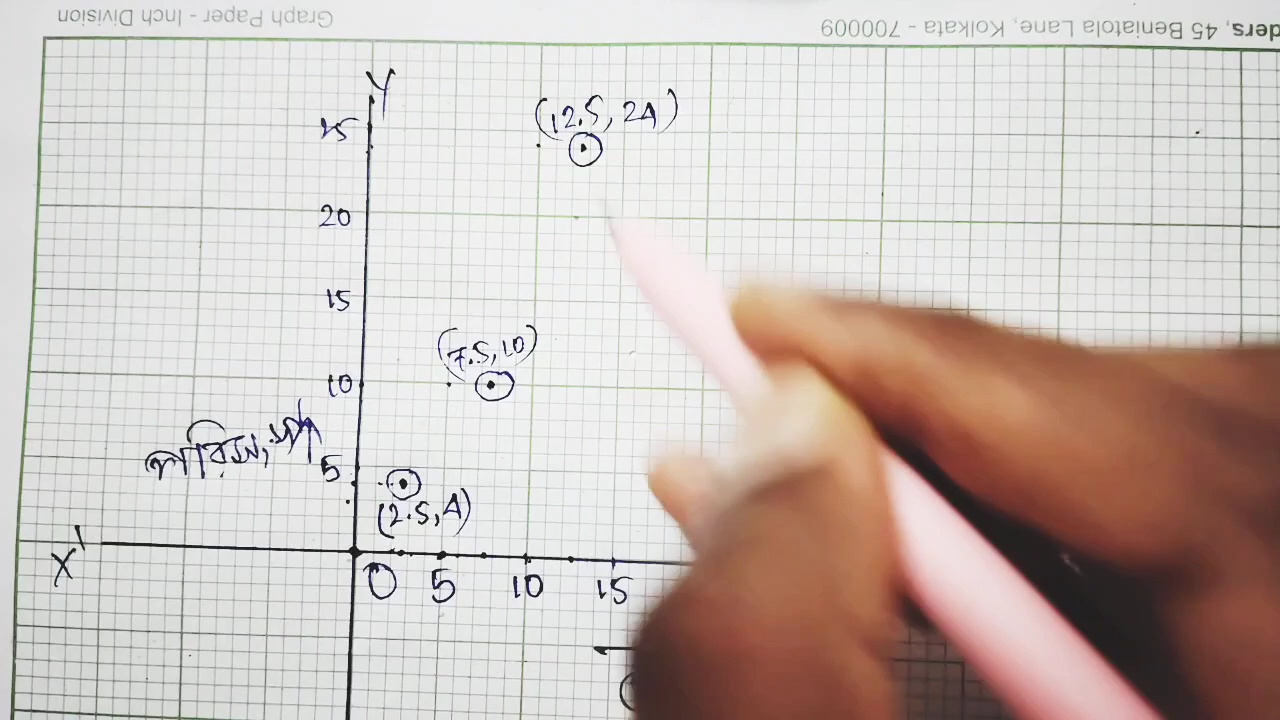 Graph Paper - Inch Division
ders, 45 Beniatola Lane, Kolkata - 700009
Y
(12.5, 24)
25
20
15
(7.5, 10)
10
5
(2.5, 4)
X'
0 5 10 15